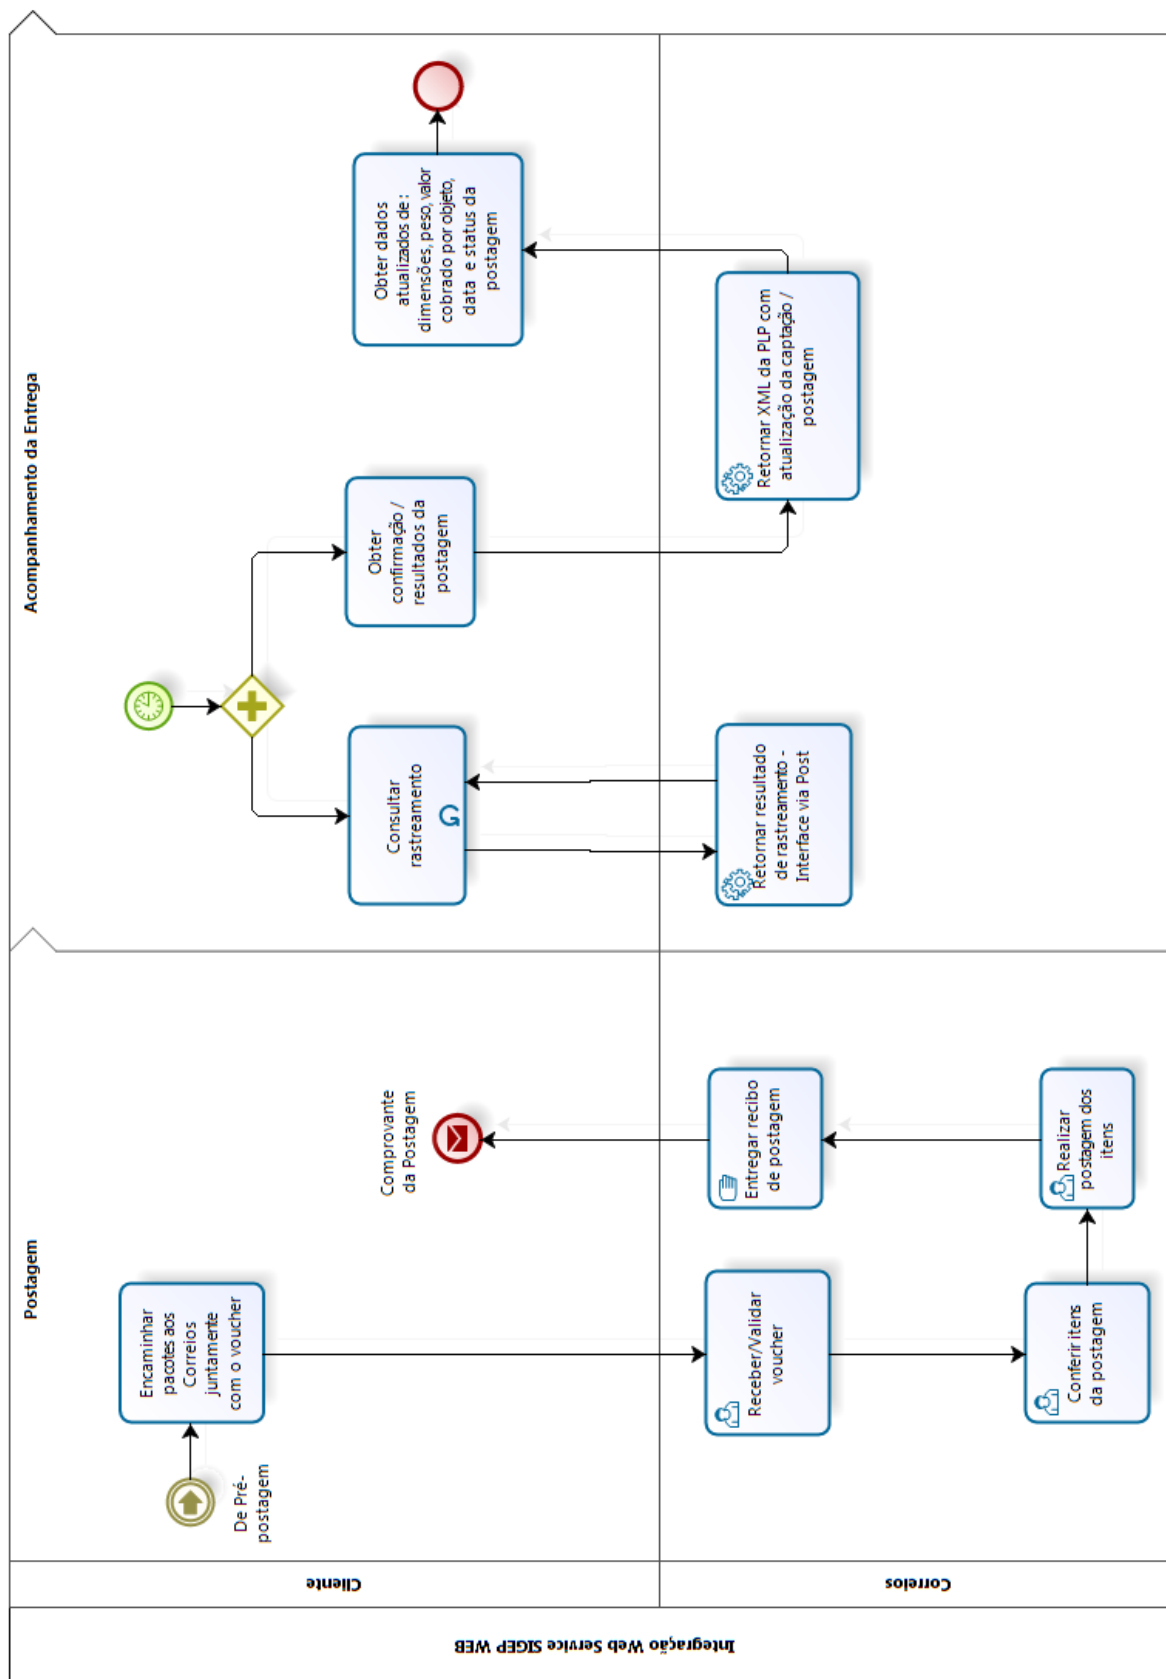 Integração Web Service SIGEP WEB
Cliente
Correios
Postagem
De Pré-
postagem
Encaminhar
pacotes aos
Correios
juntamente
com o voucher
Comprovante
da Postagem
Receber/Validar
voucher
Entregar recibo
de postagem
Conferir itens
da postagem
Realizar
postagem dos
itens
Acompanhamento da Entrega
Consultar
rastreamento
Obter
confirmação /
resultados da
postagem
Obter dados
atualizados de :
dimensões, peso, valor
cobrado por objeto,
data e status da
postagem
Retornar resultado
de rastreamento -
Interface via Post
Retornar XML da PLP com
atualização da captação /
postagem